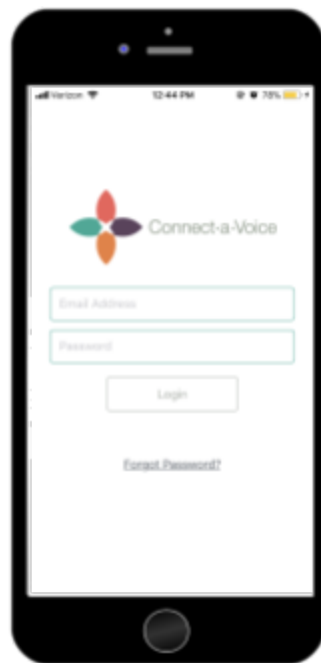 Verizon 12:44 PM 78%
Connect-a-Voice
Email Address
Password
Login
Forgot Password?